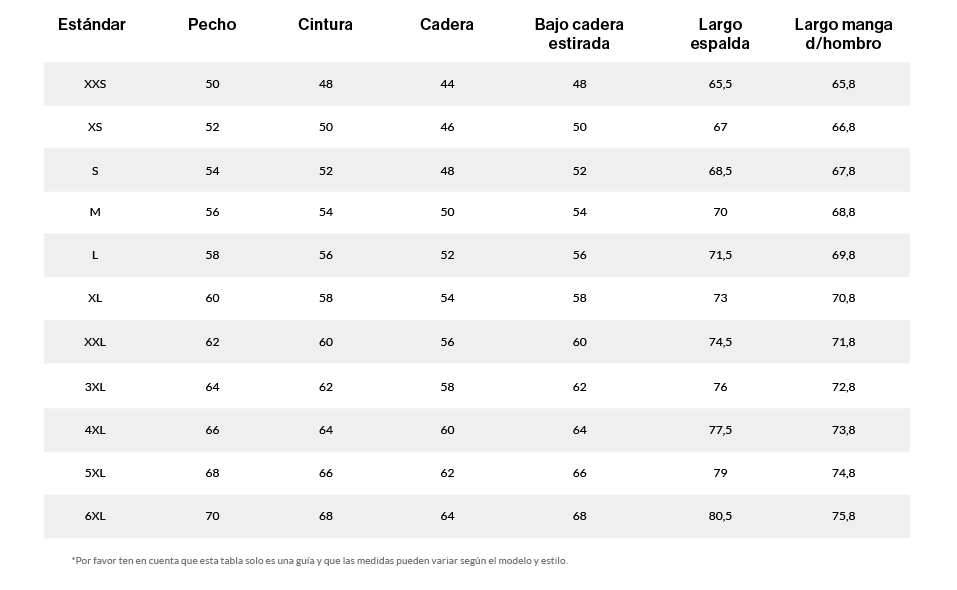 Estándar Pecho Cintura Cadera Bajo cadera estirada Largo espalda Largo manga d/hombro
XXS 50 48 44 48 65,5 65,8
XS 52 50 46 50 67 66,8
S 54 52 48 52 68,5 67,8
M 56 54 50 54 70 68,8
L 58 56 52 56 71,5 69,8
XL 60 58 54 58 73 70,8
XXL 62 60 56 60 74,5 71,8
3XL 64 62 58 62 76 72,8
4XL 66 64 60 64 77,5 73,8
5XL 68 66 62 66 79 74,8
6XL 70 68 64 68 80,5 75,8
*Por favor ten en cuenta que esta tabla solo es una guía y que las medidas pueden variar según el modelo y estilo.